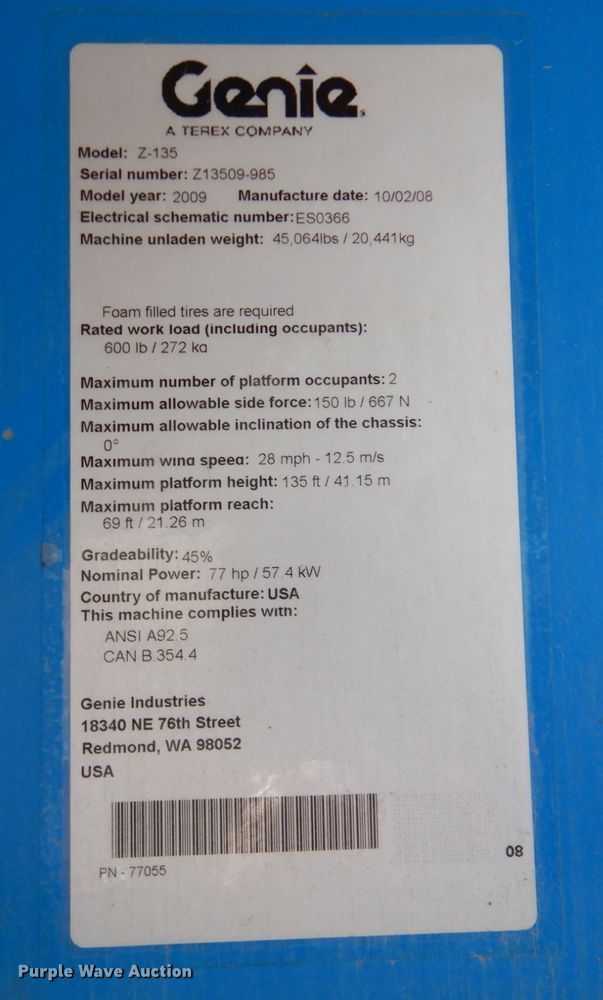 Genie
A TEREX COMPANY
Model: Z-135
Serial number: Z13509-985
Model year: 2009 Manufacture date: 10/02/08
Electrical schematic number: ES0366
Machine unladen weight: 45,064lbs / 20,441kg
Foam filled tires are required
Rated work load (including occupants):
600 lb / 272 kg
Maximum number of platform occupants: 2
Maximum allowable side force: 150 lb / 667 N
Maximum allowable inclination of the chassis:
0°
Maximum wind speed: 28 mph - 12.5 m/s
Maximum platform height: 135 ft / 41.15 m
Maximum platform reach:
69 ft / 21.26 m
Gradeability: 45%
Nominal Power: 77 hp / 57.4 kW
Country of manufacture: USA
This machine complies with:
ANSI A92.5
CAN B.354.4
Genie Industries
18340 NE 76th Street
Redmond, WA 98052
USA
PN - 77055
08
Purple Wave Auction